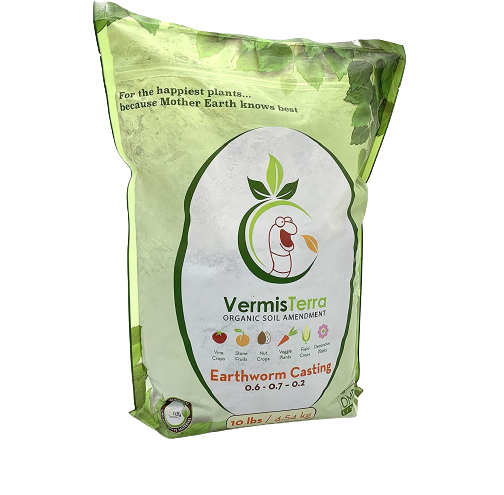 For the happiest plants...
because Mother Earth knows best
VermisTerra
ORGANIC SOIL AMENDMENT
Vine Crops
Stone Fruits
Nut Crops
Veggie Plants
Field Crops
Decorative Plants
Earthworm Casting
0.6 - 0.7 - 0.2
10 lbs / 4.54 kg